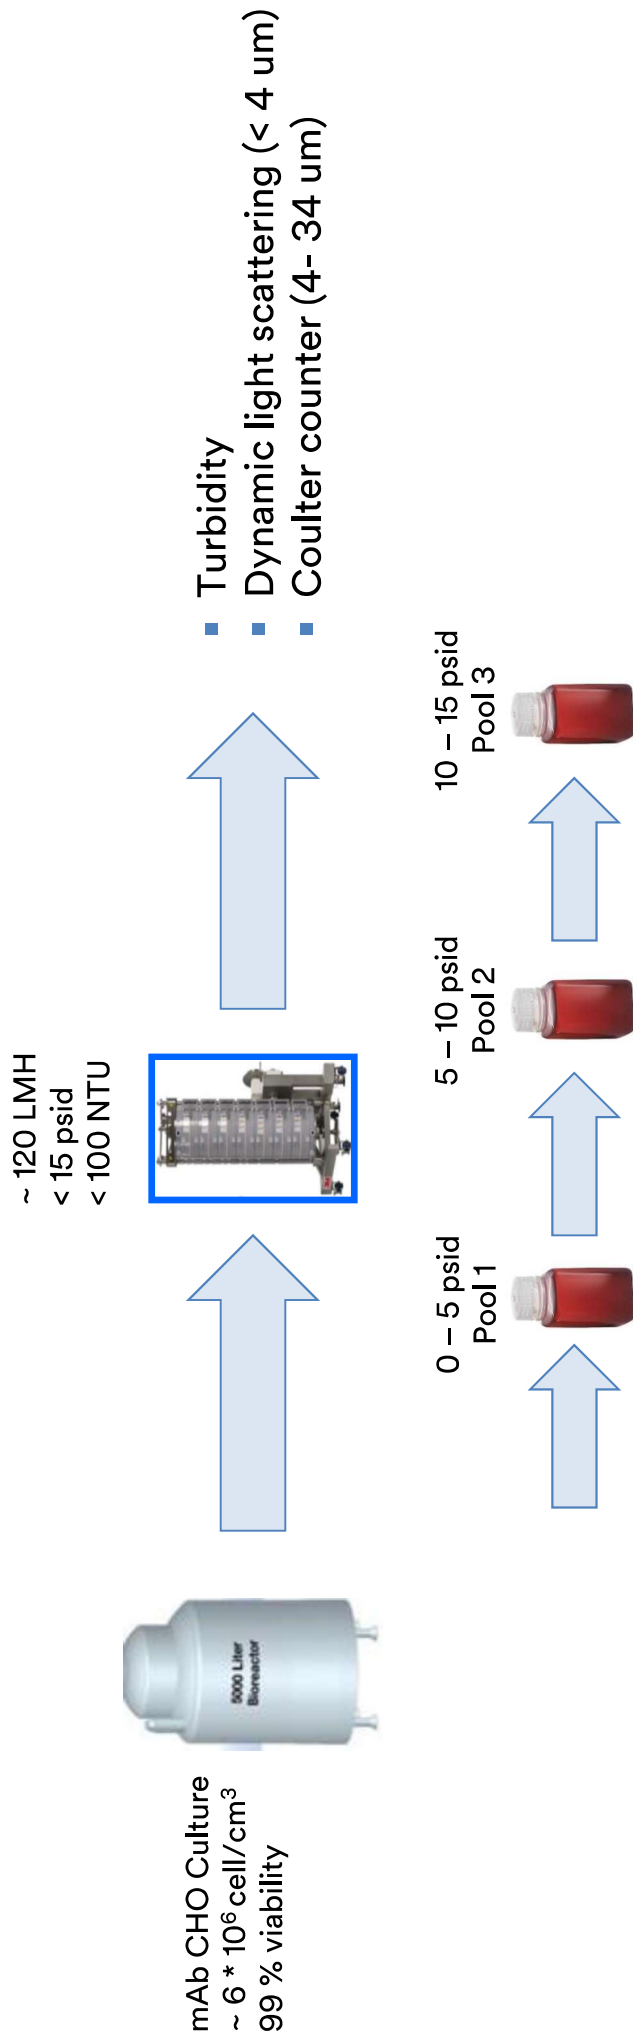 mAb CHO Culture
~ 6 * 10⁶ cell/cm³
99 % viability
5000 Liter
Bioreactor
~ 120 LMH
< 15 psid
< 100 NTU
▪ Turbidity
▪ Dynamic light scattering (< 4 um)
▪ Coulter counter (4- 34 um)
0 – 5 psid
Pool 1
5 – 10 psid
Pool 2
10 – 15 psid
Pool 3